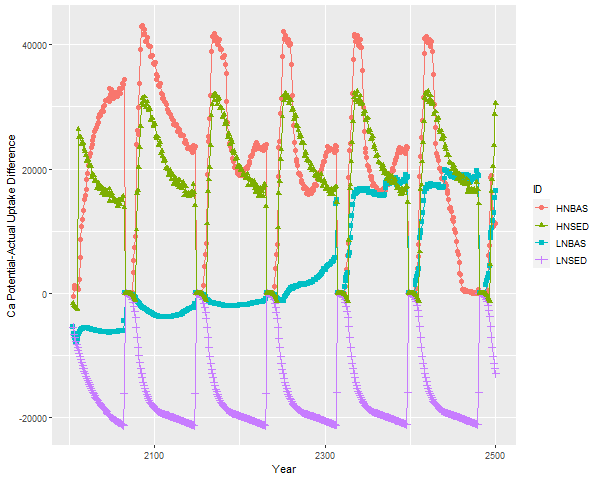 Ca Potential-Actual Uptake Difference
40000
20000
0
-20000
2100
2300
2500
Year
ID
HNBAS
HNSED
LNBAS
LNSED